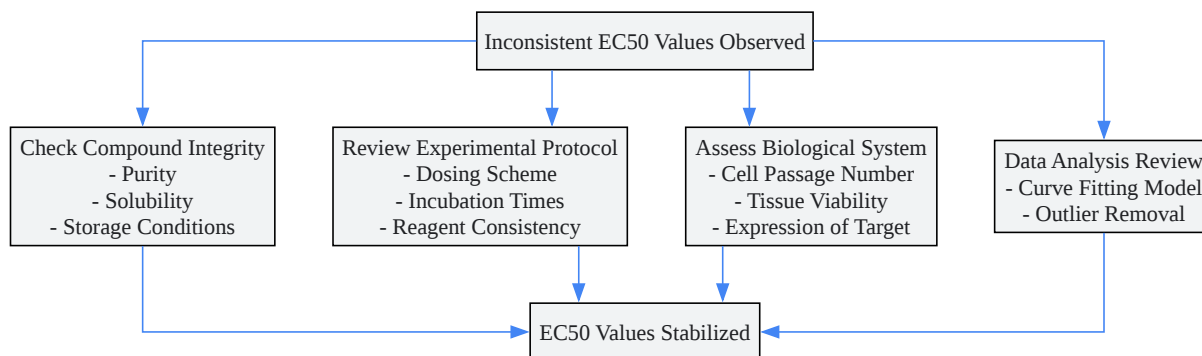 Inconsistent EC50 Values Observed
Check Compound Integrity
- Purity
- Solubility
- Storage Conditions
Review Experimental Protocol
- Dosing Scheme
- Incubation Times
- Reagent Consistency
Assess Biological System
- Cell Passage Number
- Tissue Viability
- Expression of Target
Data Analysis Review
- Curve Fitting Model
- Outlier Removal
EC50 Values Stabilized